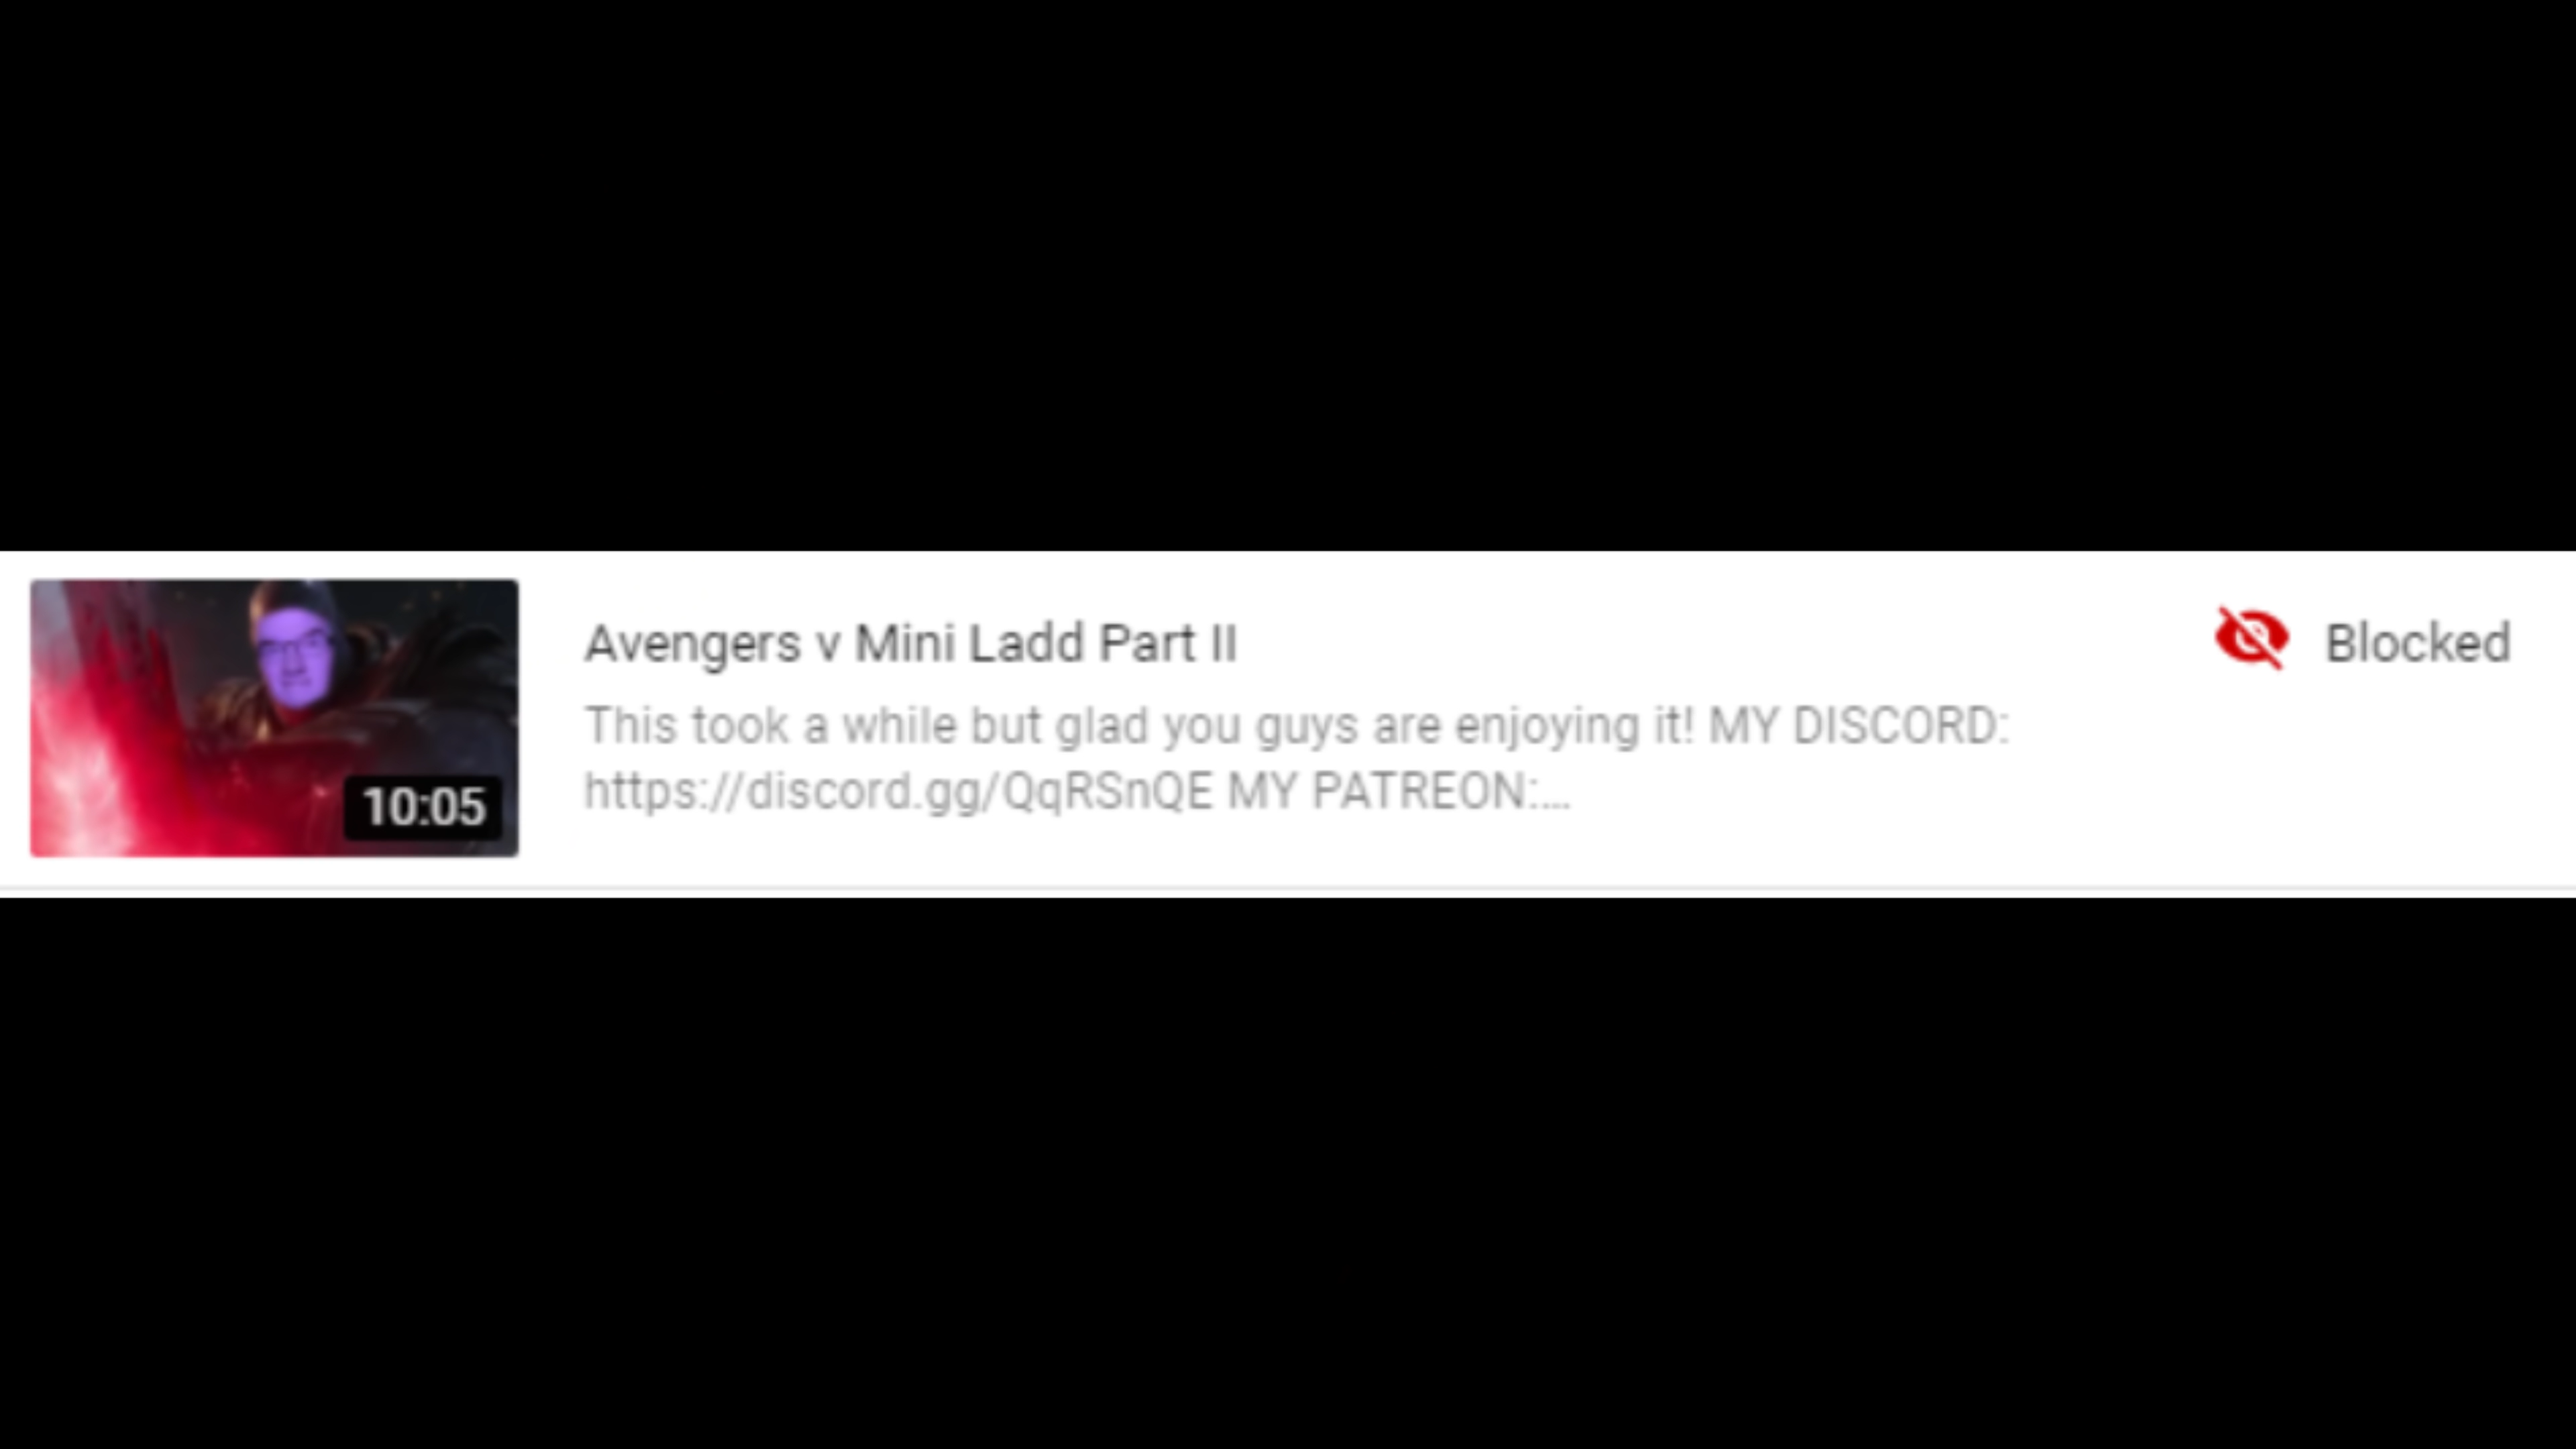 Avengers v Mini Ladd Part II
Blocked
This took a while but glad you guys are enjoying it! MY DISCORD:
https://discord.gg/QqRSnQE MY PATREON:...
10:05